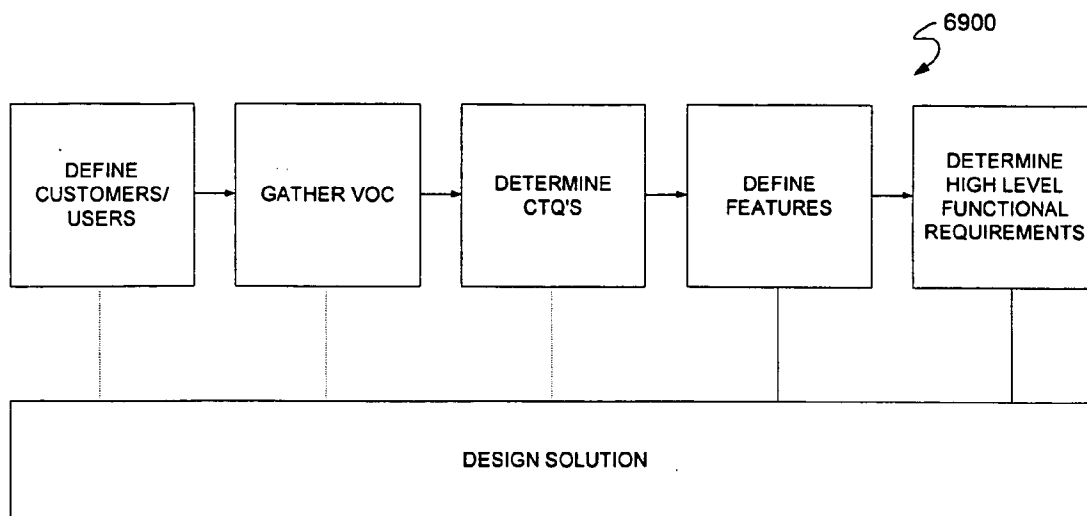 6900
DEFINE
CUSTOMERS/
USERS
GATHER VOC
DETERMINE
CTQ'S
DEFINE
FEATURES
DETERMINE
HIGH LEVEL
FUNCTIONAL
REQUIREMENTS
DESIGN SOLUTION